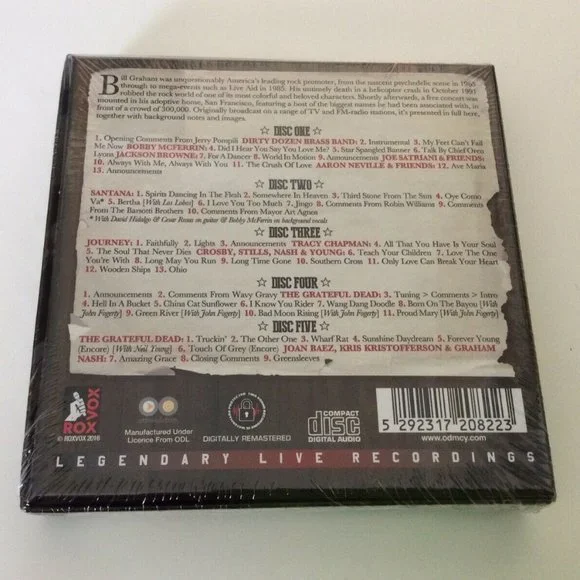 Bill Graham was unquestionably America's leading rock promoter, from the nascent psychedelic scene in 1965
through to mega-events such as Live Aid in 1985. His untimely death in a helicopter crash in October 1991
robbed the rock world of one of its most colorful and beloved characters. Shortly afterwards, a free concert was
mounted in his adoptive home, San Francisco, featuring a host of the biggest names he had been associated with, in
front of a crowd of 300,000. Originally broadcast on a range of TV and FM-radio stations, it's presented in full here,
together with background notes and images.
DISC ONE
1. Opening Comments From Jerry Pompili DIRTY DOZEN BRASS BAND: 2. Instrumental 3. My Feet Can't Fail
Me Now BOBBY MCFERRIN: 4. Did I Hear You Say You Love Me? 5. Star Spangled Banner 6. Talk By Chief Oren
Lyons JACKSON BROWNE: 7. For A Dancer 8. World In Motion 9. Announcements JOE SATRIANI & FRIENDS:
10. Always With Me, Always With You 11. The Crush Of Love AARON NEVILLE & FRIENDS: 12. Ave Maria
13. Announcements
DISC TWO
SANTANA: 1. Spirits Dancing In The Flesh 2. Somewhere In Heaven 3. Third Stone From The Sun 4. Oye Como
Va* 5. Bertha [With Los Lobos] 6. I Love You Too Much 7. Jingo 8. Comments From Robin Williams 9. Comments
From The Barsotti Brothers 10. Comments From Mayor Art Agnos
* With David Hidalgo & Cesar Rosas on guitar & Bobby McFerrin on background vocals
DISC THREE
JOURNEY: 1. Faithfully 2. Lights 3. Announcements TRACY CHAPMAN: 4. All That You Have Is Your Soul
5. The Soul That Never Dies CROSBY, STILLS, NASH & YOUNG: 6. Teach Your Children 7. Love The One
You're With 8. Long May You Run 9. Long Time Gone 10. Southern Cross 11. Only Love Can Break Your Heart
12. Wooden Ships 13. Ohio
DISC FOUR
1. Announcements 2. Comments From Wavy Gravy THE GRATEFUL DEAD: 3. Tuning > Comments > Intro
4. Hell In A Bucket 5. China Cat Sunflower 6. I Know You Rider 7. Wang Dang Doodle 8. Born On The Bayou [With
John Fogerty] 9. Green River [With John Fogerty] 10. Bad Moon Rising [With John Fogerty] 11. Proud Mary [With John Fogerty]
DISC FIVE
THE GRATEFUL DEAD: 1. Truckin' 2. The Other One 3. Wharf Rat 4. Sunshine Daydream 5. Forever Young
(Encore) [With Neil Young] 6. Touch Of Grey (Encore) JOAN BAEZ, KRIS KRISTOFFERSON & GRAHAM
NASH: 7. Amazing Grace 8. Closing Comments 9. Greensleeves
ROX VOX
© ROXVOX 2016
Manufactured Under
Licence From ODL
DIGITALLY REMASTERED
COMPACT
disc
DIGITAL AUDIO
5 292317 208223
www.odmcy.com
LEGENDARY LIVE RECORDINGS